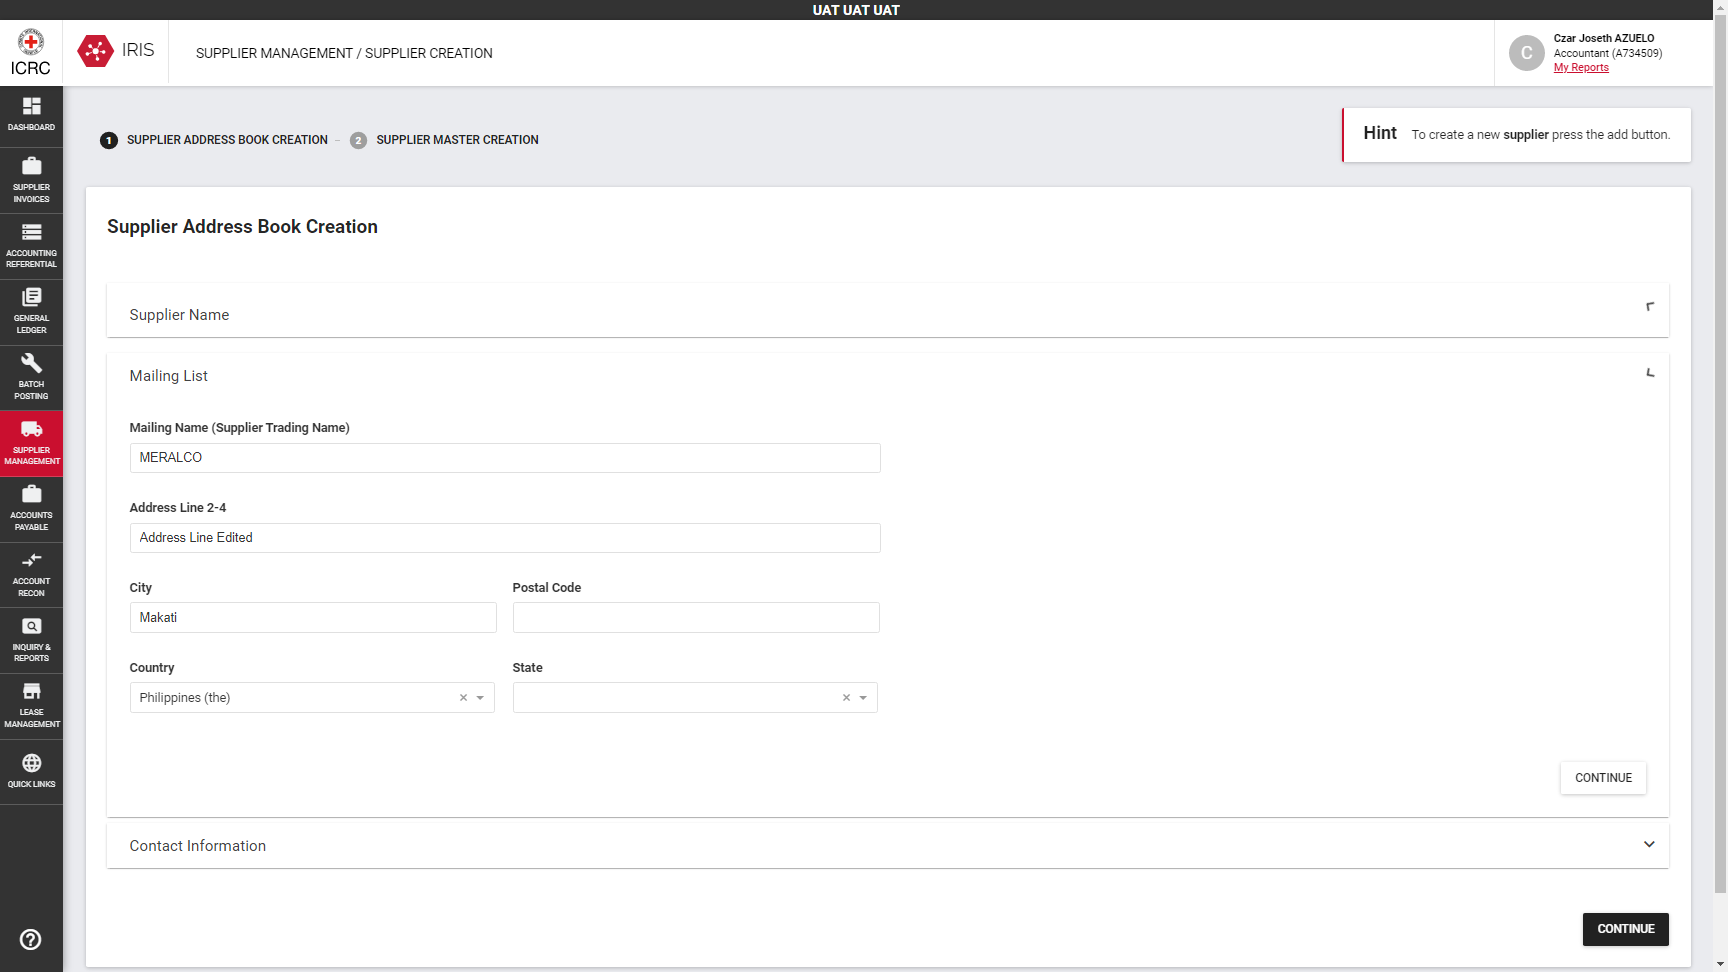 UAT UAT UAT
ICRC
IRIS
SUPPLIER MANAGEMENT / SUPPLIER CREATION
C
Czar Joseth AZUELO
Accountant (A734509)
My Reports
DASHBOARD
SUPPLIER
INVOICES
ACCOUNTING
REFERENTIAL
GENERAL
LEDGER
BATCH
POSTING
SUPPLIER
MANAGEMENT
ACCOUNTS
PAYABLE
ACCOUNT
RECON
INQUIRY &
REPORTS
LEASE
MANAGEMENT
QUICK LINKS
1 SUPPLIER ADDRESS BOOK CREATION - 2 SUPPLIER MASTER CREATION
Hint To create a new supplier press the add button.
Supplier Address Book Creation
Supplier Name
Mailing List
Mailing Name (Supplier Trading Name)
MERALCO
Address Line 2-4
Address Line Edited
City Postal Code
Makati
Country State
Philippines (the)
CONTINUE
Contact Information
CONTINUE